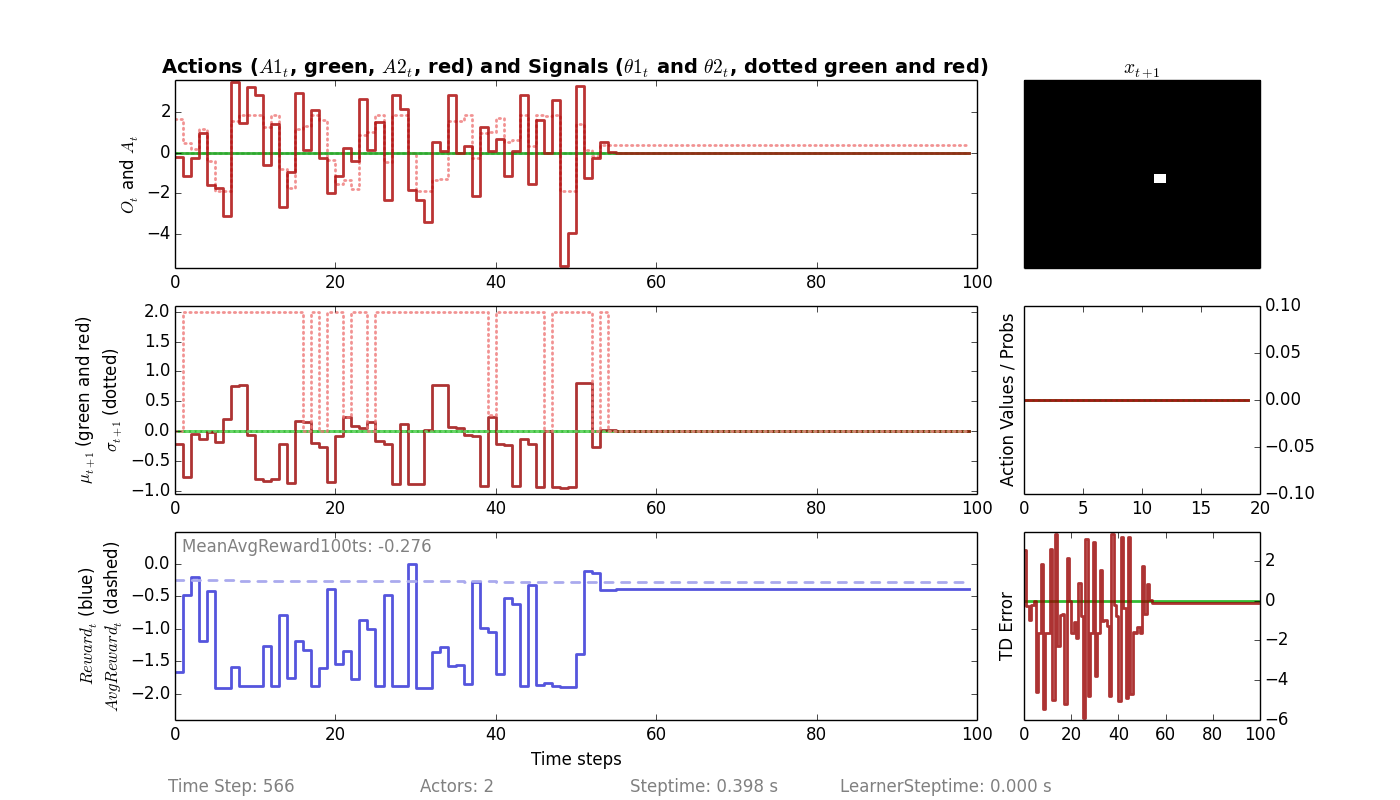 Actions (A1t, green, A2t, red) and Signals (θ1t and θ2t, dotted green and red)
xt+1
Ot and At
2
0
−2
−4
0 20 40 60 80 100
μt+1 (green and red)
σt+1 (dotted)
2.0
1.5
1.0
0.5
0.0
−0.5
−1.0
0 20 40 60 80 100
Action Values / Probs
0.10
0.05
0.00
−0.05
−0.10
0 5 10 15 20
Rewardt (blue)
AvgRewardt (dashed)
MeanAvgReward100ts: -0.276
0.0
−0.5
−1.0
−1.5
−2.0
0 20 40 60 80 100
Time steps
TD Error
2
0
−2
−4
−6
0 20 40 60 80 100
Time Step: 566 Actors: 2 Steptime: 0.398 s LearnerSteptime: 0.000 s